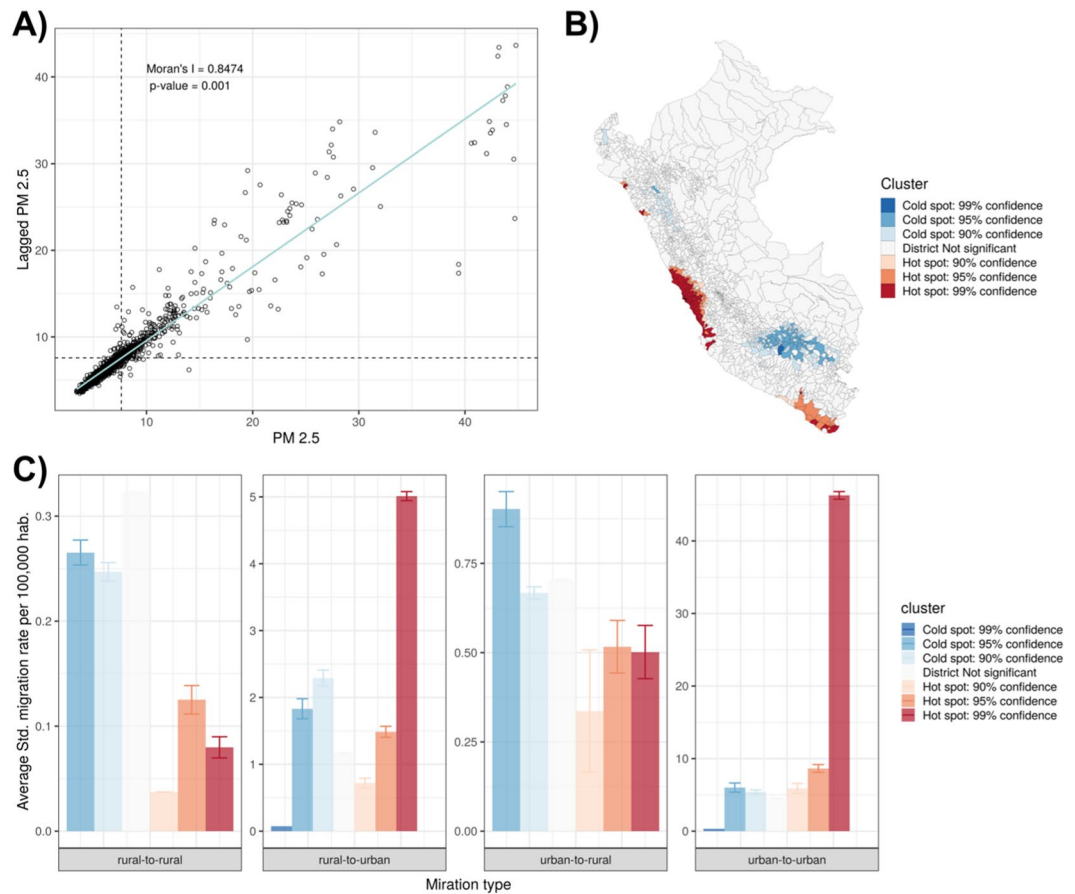 A)
Moran's I = 0.8474
p-value = 0.001
40
30
20
10
Lagged PM 2.5
10
20
30
40
PM 2.5
B)
Cluster
Cold spot: 99% confidence
Cold spot: 95% confidence
Cold spot: 90% confidence
District Not significant
Hot spot: 90% confidence
Hot spot: 95% confidence
Hot spot: 99% confidence
C)
Average Std. migration rate per 100,000 hab.
0.3
0.2
0.1
0.0
rural-to-rural
5
4
3
2
1
0
rural-to-urban
0.75
0.50
0.25
0.00
urban-to-rural
40
30
20
10
0
urban-to-urban
Miration type
cluster
Cold spot: 99% confidence
Cold spot: 95% confidence
Cold spot: 90% confidence
District Not significant
Hot spot: 90% confidence
Hot spot: 95% confidence
Hot spot: 99% confidence